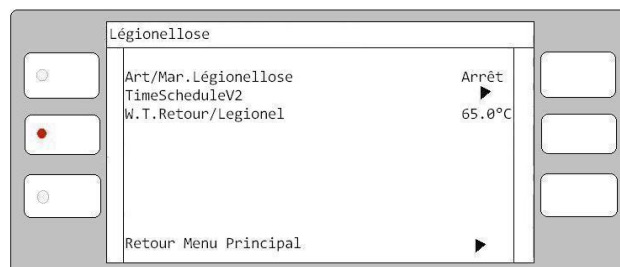 Légionellose
Art/Mar.Légionellose Arrêt
TimeScheduleV2
W.T.Retour/Legionel 65.0°C
Retour Menu Principal